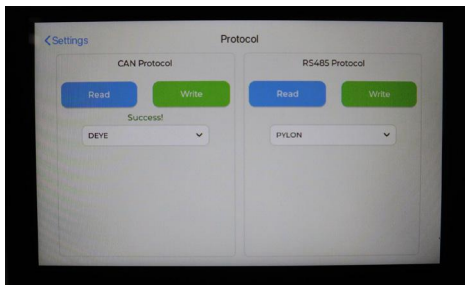 Settings
Protocol
CAN Protocol
Read
Write
Success!
DEYE
RS485 Protocol
Read
Write
PYLON